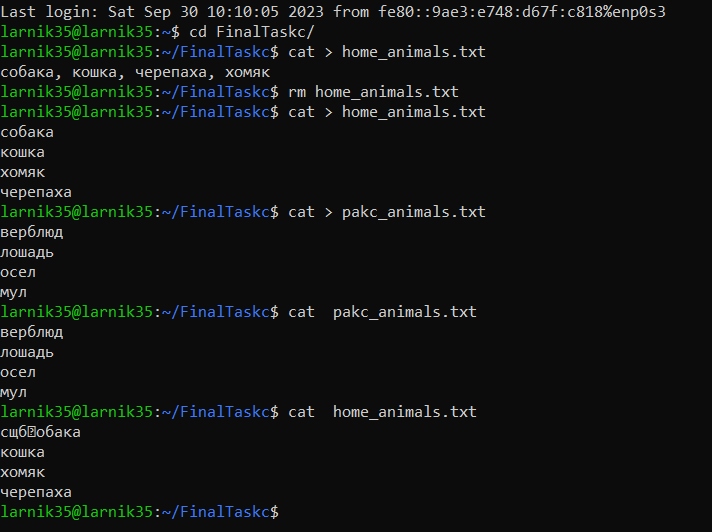 Last login: Sat Sep 30 10:10:05 2023 from fe80::9ae3:e748:d67f:c818%enp0s3
larnik35@larnik35:~$ cd FinalTaskc/
larnik35@larnik35:~/FinalTaskc$ cat > home_animals.txt
собака, кошка, черепаха, хомяк
larnik35@larnik35:~/FinalTaskc$ rm home_animals.txt
larnik35@larnik35:~/FinalTaskc$ cat > home_animals.txt
собака
кошка
хомяк
черепаха
larnik35@larnik35:~/FinalTaskc$ cat > pakc_animals.txt
верблюд
лошадь
осел
мул
larnik35@larnik35:~/FinalTaskc$ cat  pakc_animals.txt
верблюд
лошадь
осел
мул
larnik35@larnik35:~/FinalTaskc$ cat  home_animals.txt
сщб�обака
кошка
хомяк
черепаха
larnik35@larnik35:~/FinalTaskc$